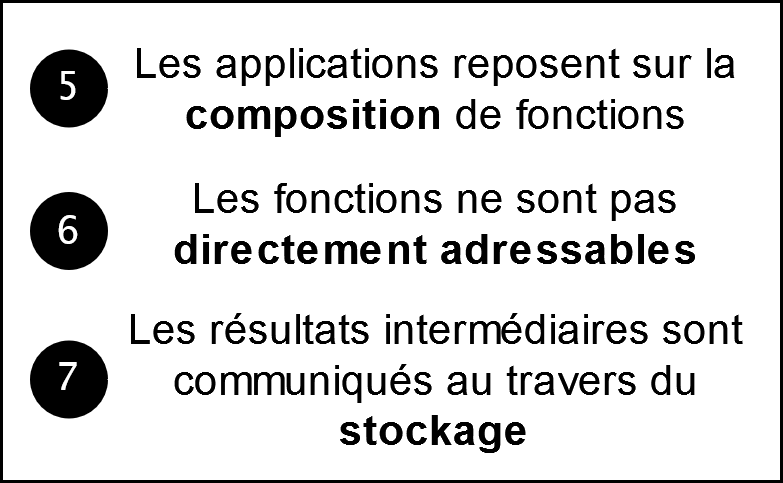 5 Les applications reposent sur la
composition de fonctions
6 Les fonctions ne sont pas
directement adressables
7 Les résultats intermédiaires sont
communiqués au travers du
stockage